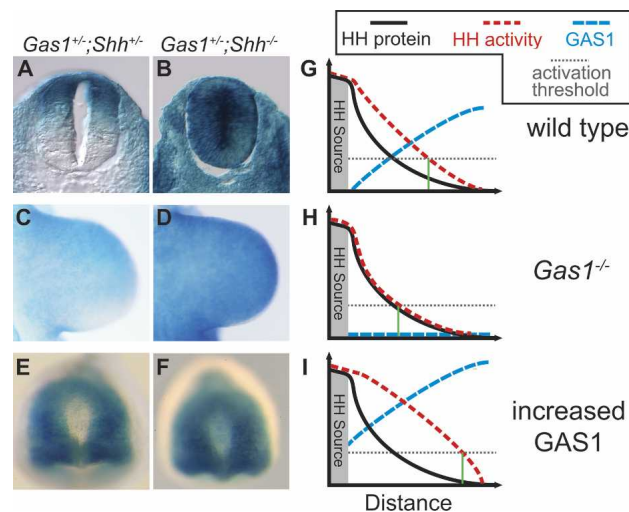 Gas1+/-;Shh+/-
Gas1+/-;Shh-/-
HH protein
HH activity
GAS1
activation
threshold
A
B
G
HH Source
wild type
C
D
H
HH Source
Gas1-/-
E
F
I
HH Source
increased
GAS1
Distance